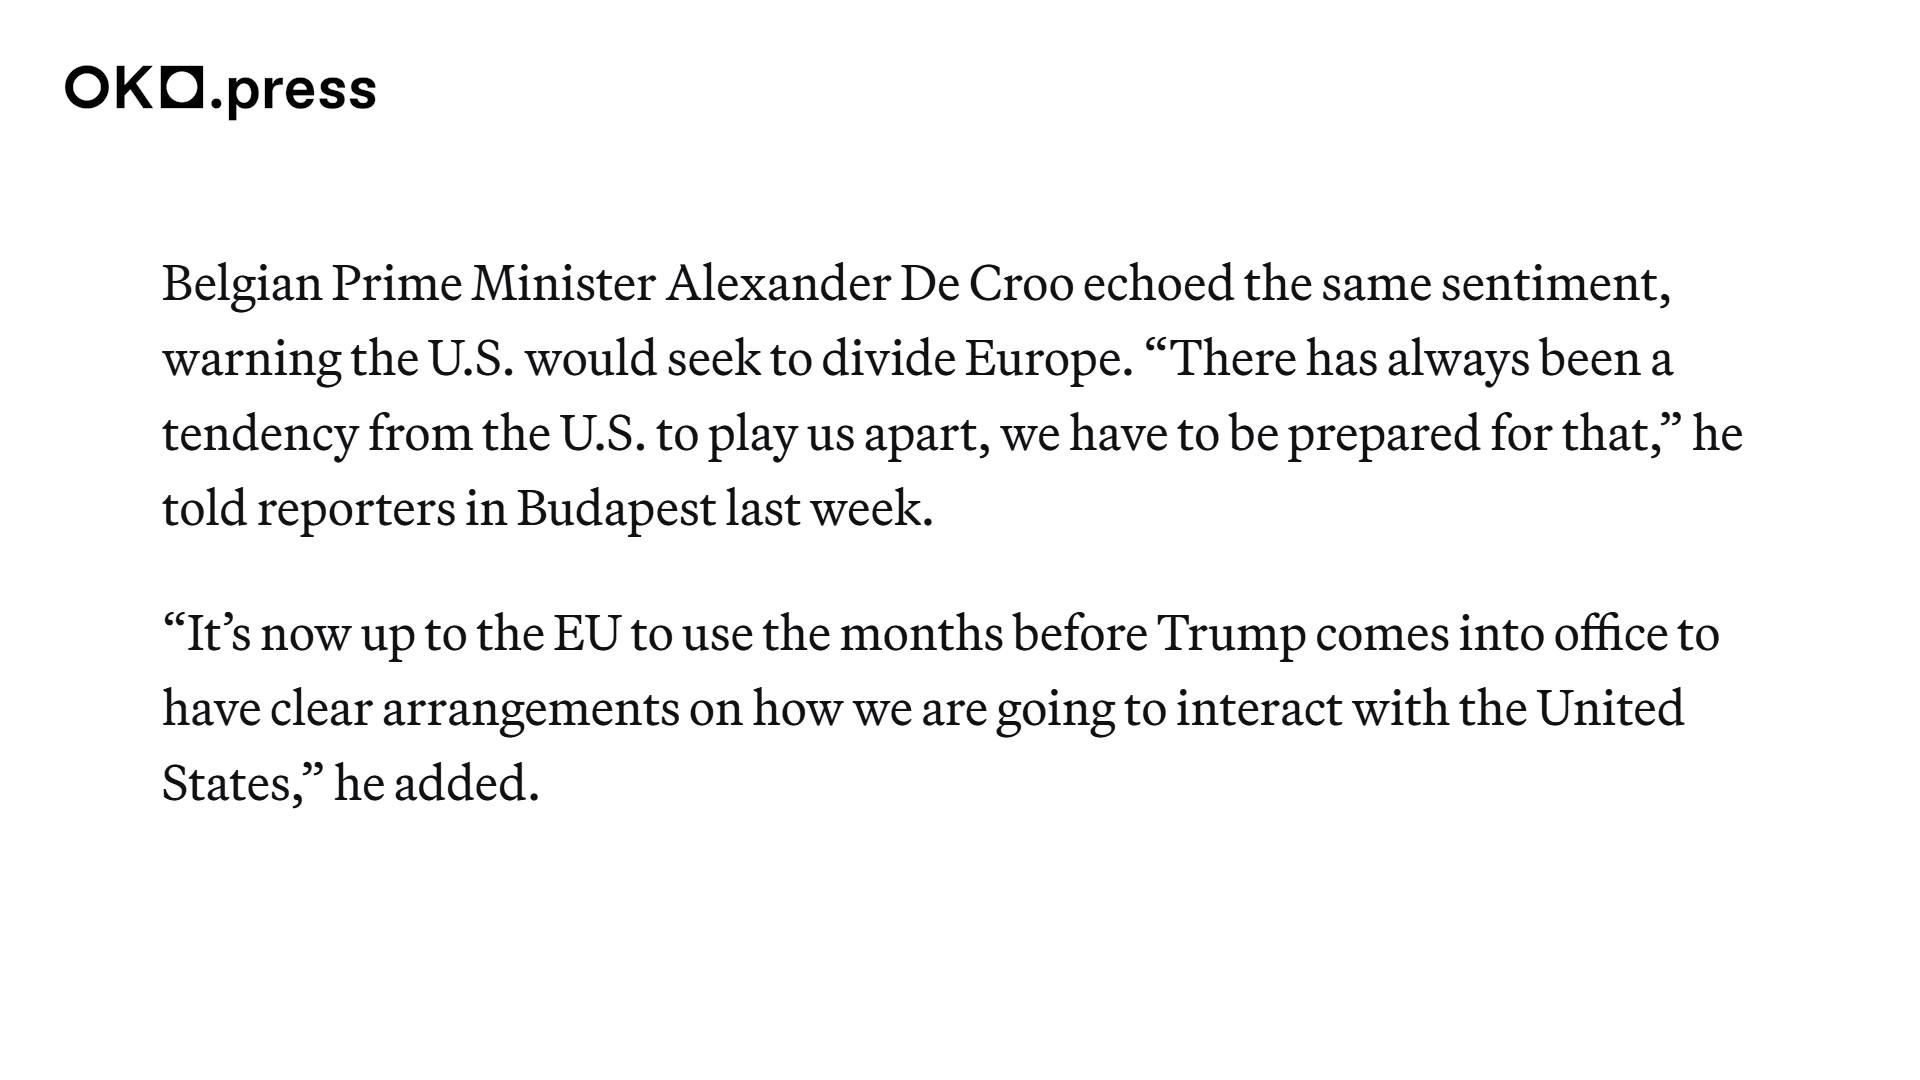 OKO.press
Belgian Prime Minister Alexander De Croo echoed the same sentiment,
warning the U.S. would seek to divide Europe. “There has always been a
tendency from the U.S. to play us apart, we have to be prepared for that,” he
told reporters in Budapest last week.
“It’s now up to the EU to use the months before Trump comes into office to
have clear arrangements on how we are going to interact with the United
States,” he added.